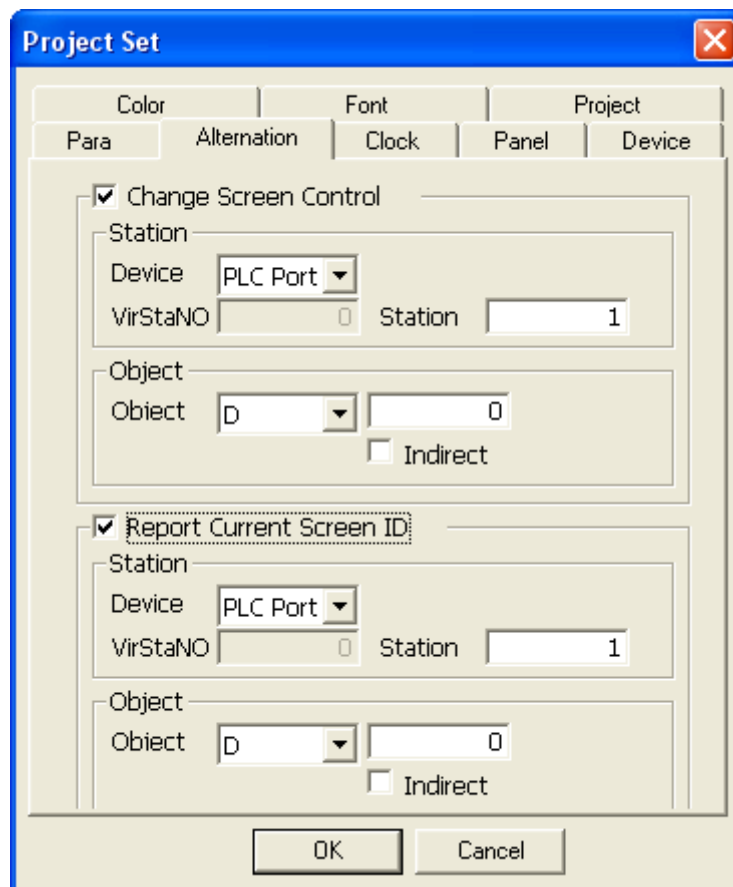 Project Set
Color Font Project
Para Alternation Clock Panel Device
Change Screen Control
Station
Device PLC Port
VirStaNO 0 Station 1
Object
Object D 0
Indirect
Report Current Screen ID
Station
Device PLC Port
VirStaNO 0 Station 1
Object
Object D 0
Indirect
OK Cancel